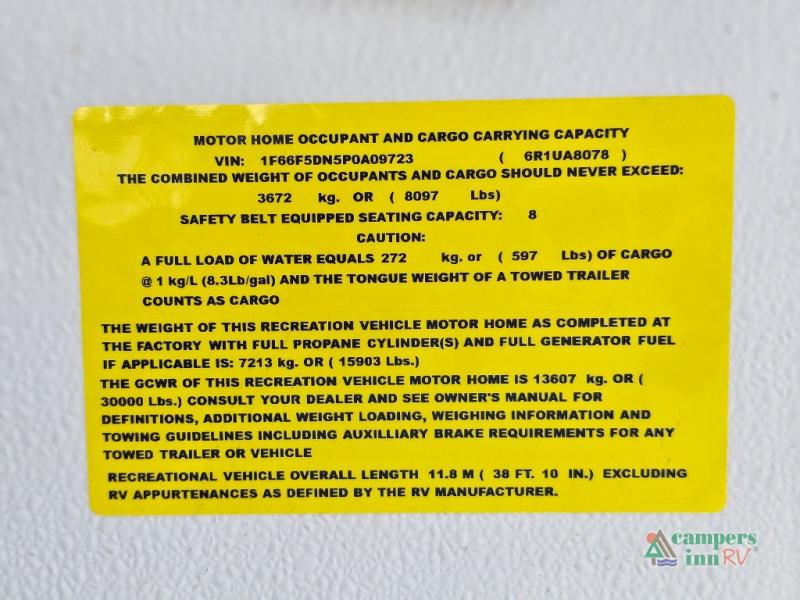 MOTOR HOME OCCUPANT AND CARGO CARRYING CAPACITY
VIN: 1F66F5DN5P0A09723 ( 6R1UA8078 )
THE COMBINED WEIGHT OF OCCUPANTS AND CARGO SHOULD NEVER EXCEED:
3672 kg. OR ( 8097 Lbs)
SAFETY BELT EQUIPPED SEATING CAPACITY: 8
CAUTION:
A FULL LOAD OF WATER EQUALS 272 kg. or ( 597 Lbs) OF CARGO
@ 1 kg/L (8.3Lb/gal) AND THE TONGUE WEIGHT OF A TOWED TRAILER
COUNTS AS CARGO
THE WEIGHT OF THIS RECREATION VEHICLE MOTOR HOME AS COMPLETED AT
THE FACTORY WITH FULL PROPANE CYLINDER(S) AND FULL GENERATOR FUEL
IF APPLICABLE IS: 7213 kg. OR ( 15903 Lbs.)
THE GCWR OF THIS RECREATION VEHICLE MOTOR HOME IS 13607 kg. OR (
30000 Lbs.) CONSULT YOUR DEALER AND SEE OWNER'S MANUAL FOR
DEFINITIONS, ADDITIONAL WEIGHT LOADING, WEIGHING INFORMATION AND
TOWING GUIDELINES INCLUDING AUXILLIARY BRAKE REQUIREMENTS FOR ANY
TOWED TRAILER OR VEHICLE
RECREATIONAL VEHICLE OVERALL LENGTH 11.8 M ( 38 FT. 10 IN.) EXCLUDING
RV APPURTENANCES AS DEFINED BY THE RV MANUFACTURER.
campers
inn RV®